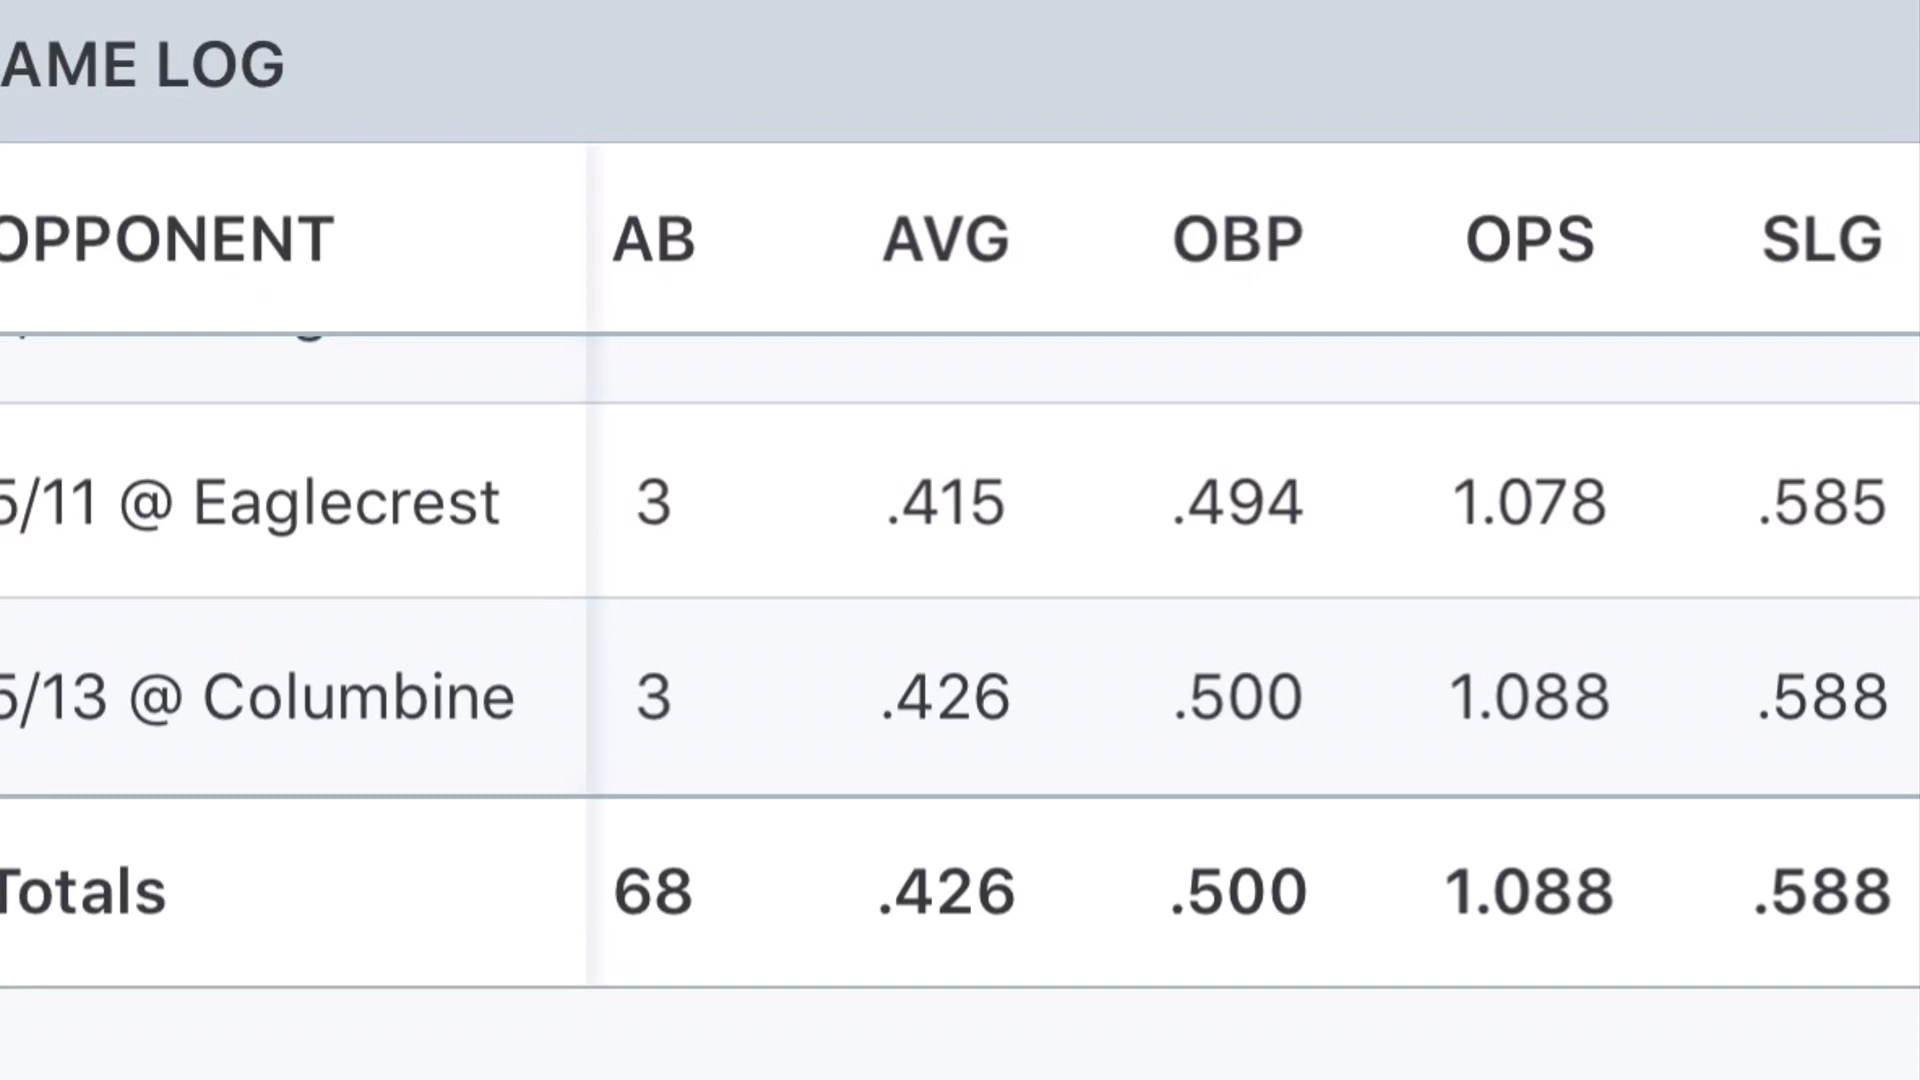 AME LOG
OPPONENT AB AVG OBP OPS SLG
5/11 @ Eaglecrest 3 .415 .494 1.078 .585
5/13 @ Columbine 3 .426 .500 1.088 .588
Totals 68 .426 .500 1.088 .588